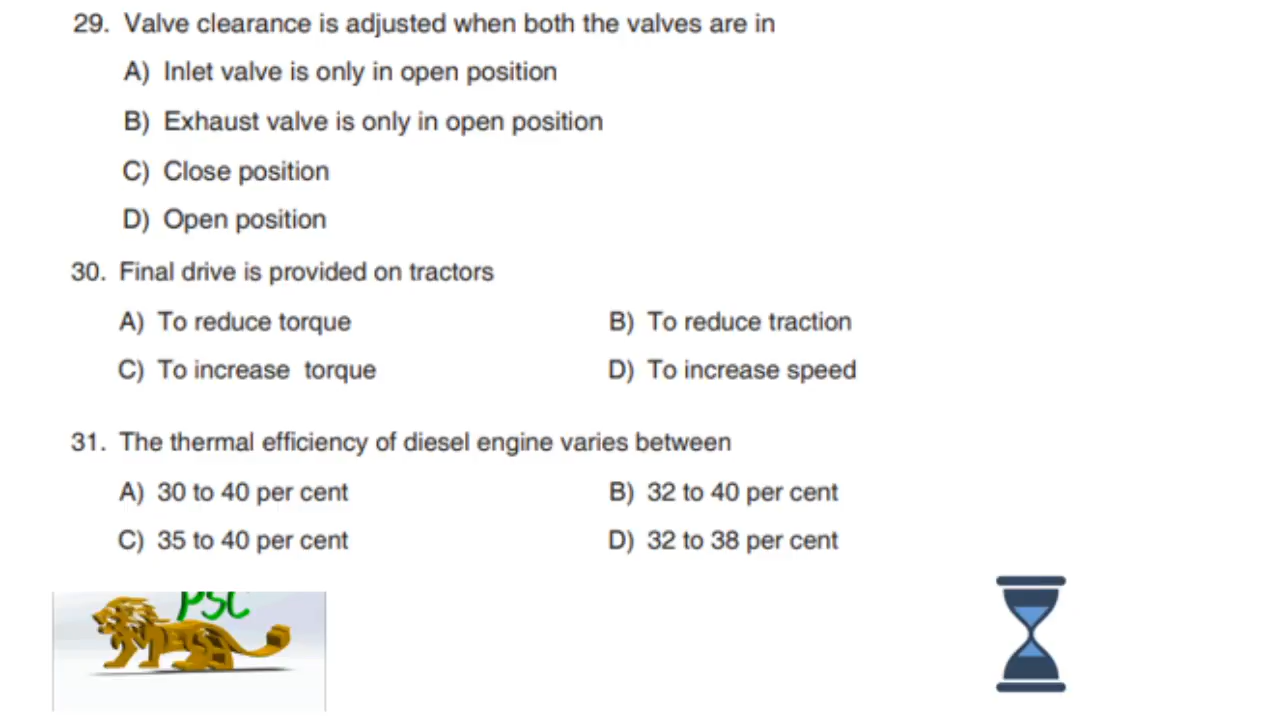 29. Valve clearance is adjusted when both the valves are in
A) Inlet valve is only in open position
B) Exhaust valve is only in open position
C) Close position
D) Open position
30. Final drive is provided on tractors
A) To reduce torque B) To reduce traction
C) To increase torque D) To increase speed
31. The thermal efficiency of diesel engine varies between
A) 30 to 40 per cent B) 32 to 40 per cent
C) 35 to 40 per cent D) 32 to 38 per cent
PSC